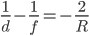 1/d - 1/f = - 2/R